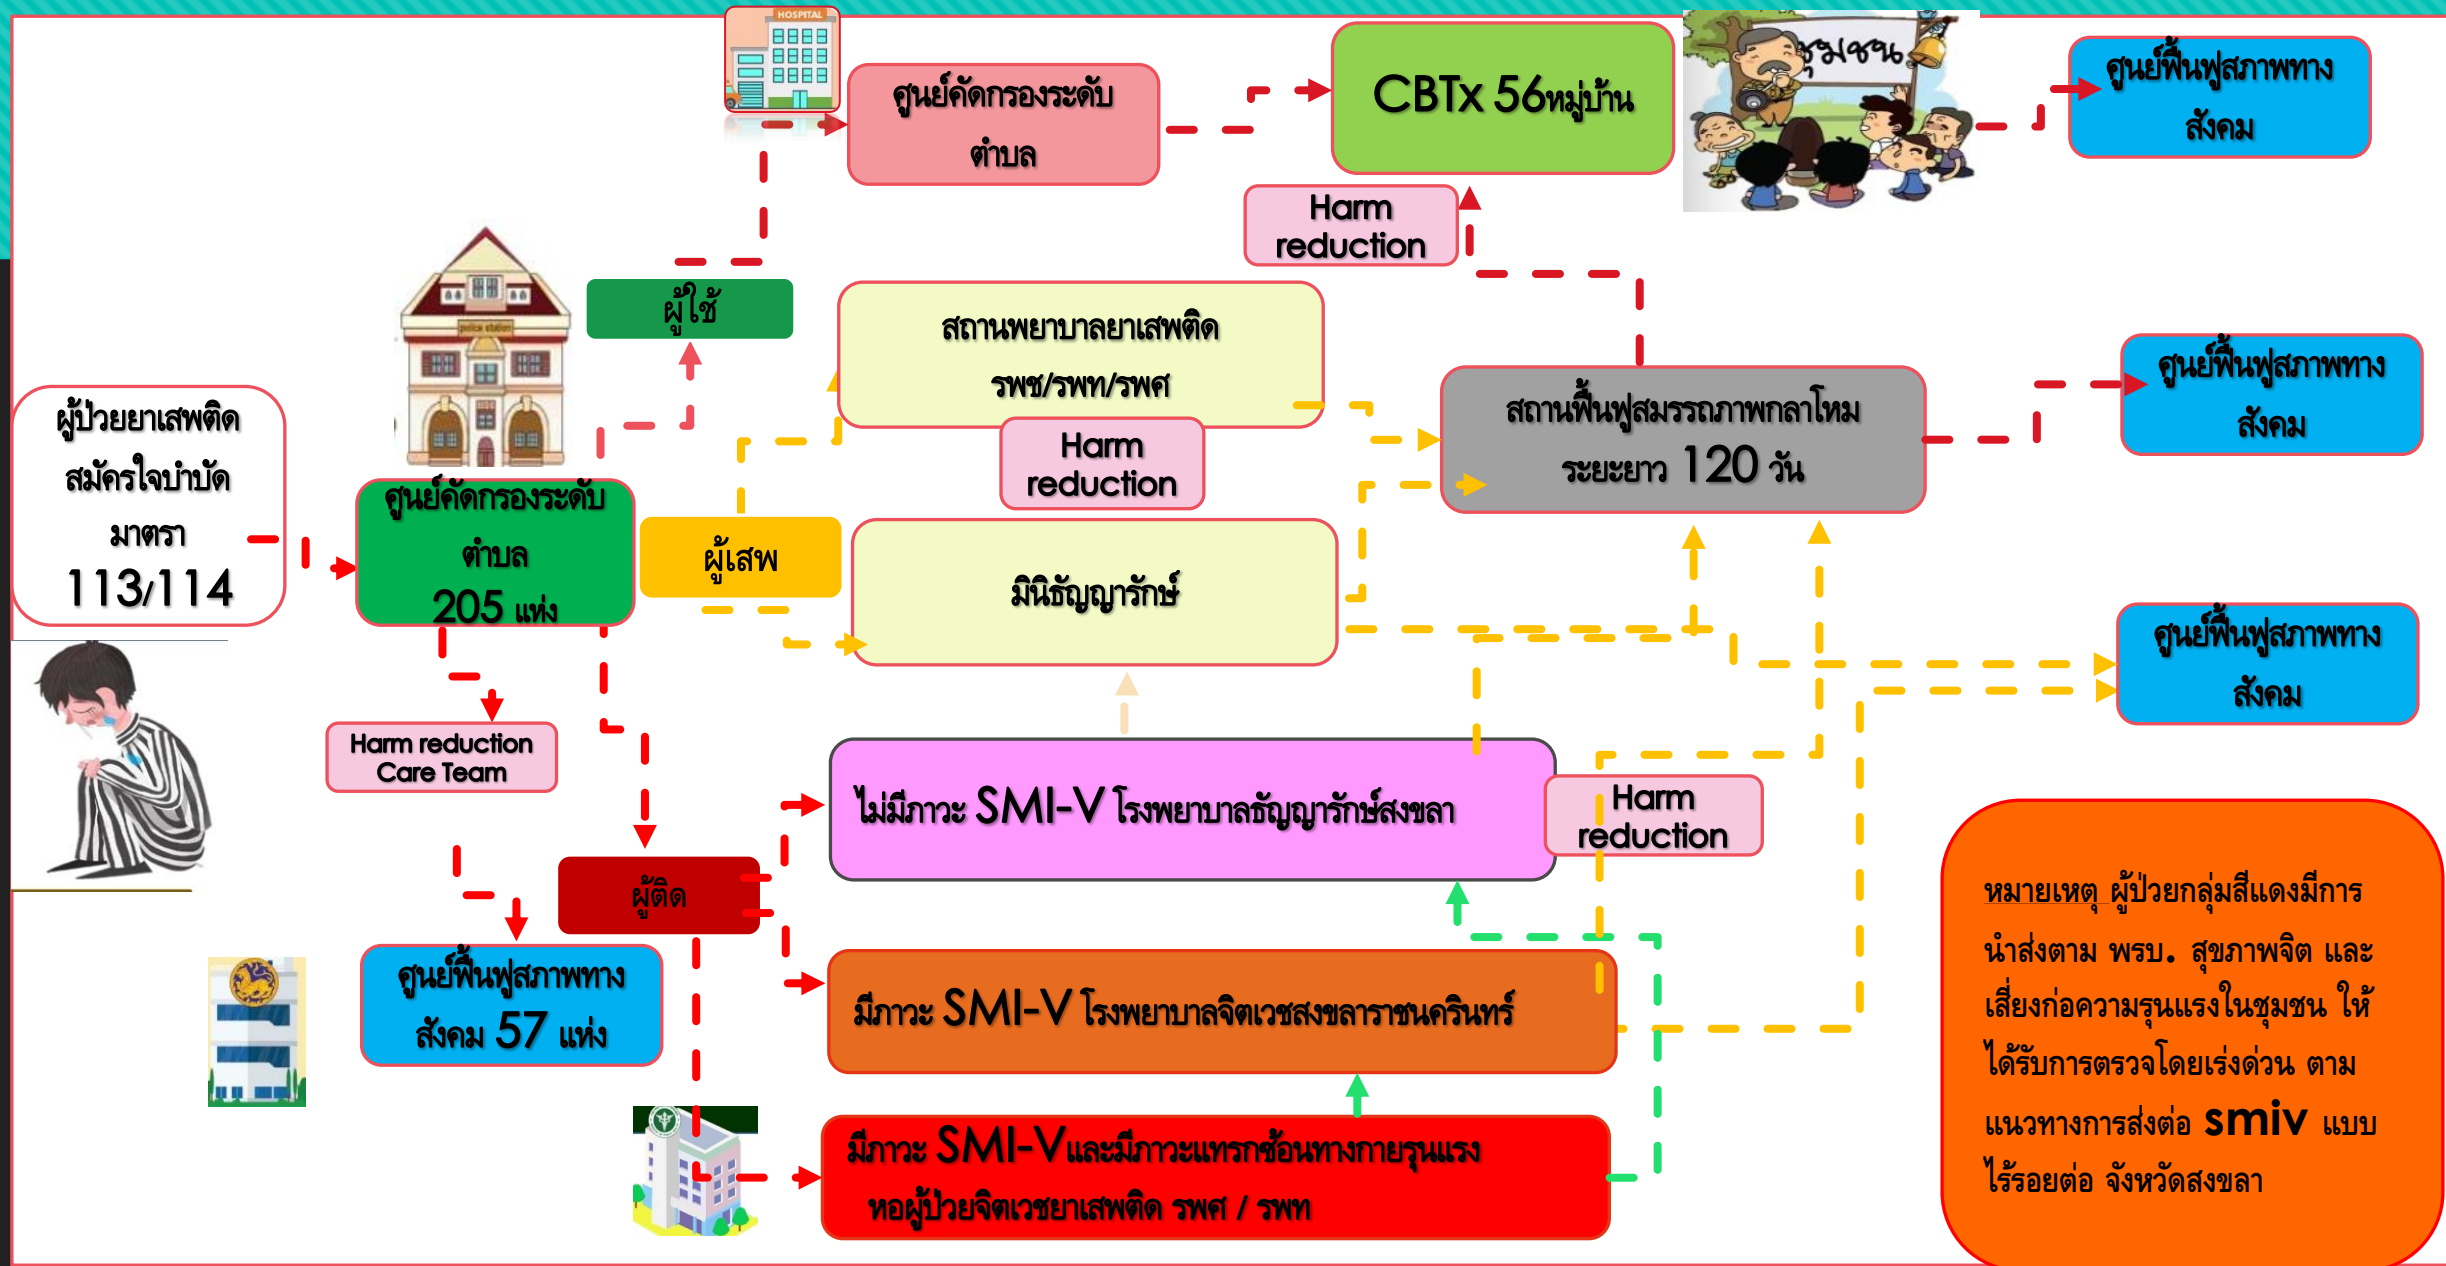 HOSPITAL
ศูนย์คัดกรองระดับ
ตำบล
CBTx 56หมู่บ้าน
ชุมชน
ศูนย์ฟื้นฟูสภาพทาง
สังคม
Harm
reduction
police station
ผู้ใช้
สถานพยาบาลยาเสพติด
รพช/รพท/รพศ
Harm
reduction
สถานฟื้นฟูสมรรถภาพกลาโหม
ระยะยาว 120 วัน
ศูนย์ฟื้นฟูสภาพทาง
สังคม
ผู้ป่วยยาเสพติด
สมัครใจบำบัด
มาตรา
113/114
ศูนย์คัดกรองระดับ
ตำบล
205 แห่ง
ผู้เสพ
มินิธัญญารักษ์
ศูนย์ฟื้นฟูสภาพทาง
สังคม
Harm reduction
Care Team
ไม่มีภาวะ SMI-V โรงพยาบาลธัญญารักษ์สงขลา
Harm
reduction
ผู้ติด
ศูนย์ฟื้นฟูสภาพทาง
สังคม 57 แห่ง
มีภาวะ SMI-V โรงพยาบาลจิตเวชสงขลาราชนครินทร์
มีภาวะ SMI-Vและมีภาวะแทรกซ้อนทางกายรุนแรง
หอผู้ป่วยจิตเวชยาเสพติด รพศ / รพท
หมายเหตุ ผู้ป่วยกลุ่มสีแดงมีการ
นำส่งตาม พรบ. สุขภาพจิต และ
เสี่ยงก่อความรุนแรงในชุมชน ให้
ได้รับการตรวจโดยเร่งด่วน ตาม
แนวทางการส่งต่อ smiv แบบ
ไร้รอยต่อ จังหวัดสงขลา